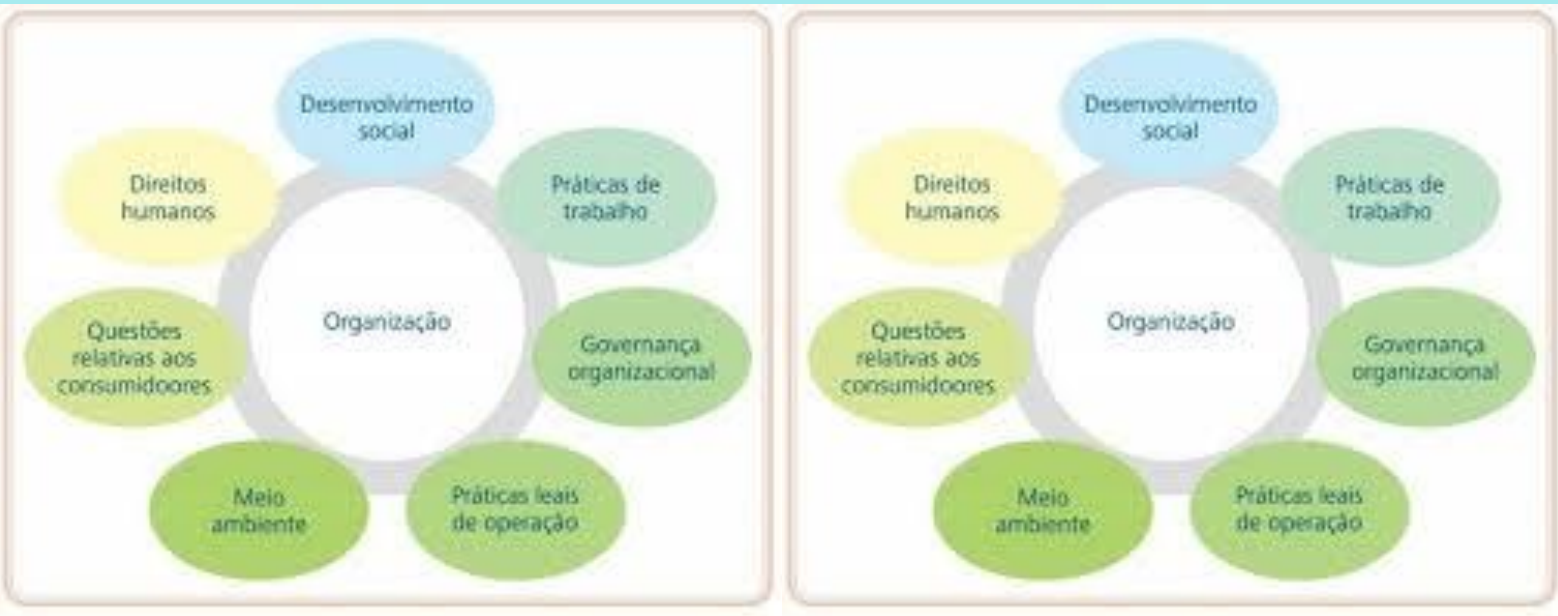 Desenvolvimento
social
Direitos
humanos
Práticas de
trabalho
Organização
Questões
relativas aos
consumidoores
Governança
organizacional
Meio
ambiente
Práticas leais
de operação
Desenvolvimento
social
Direitos
humanos
Práticas de
trabalho
Organização
Questões
relativas aos
consumidoores
Governança
organizacional
Meio
ambiente
Práticas leais
de operação